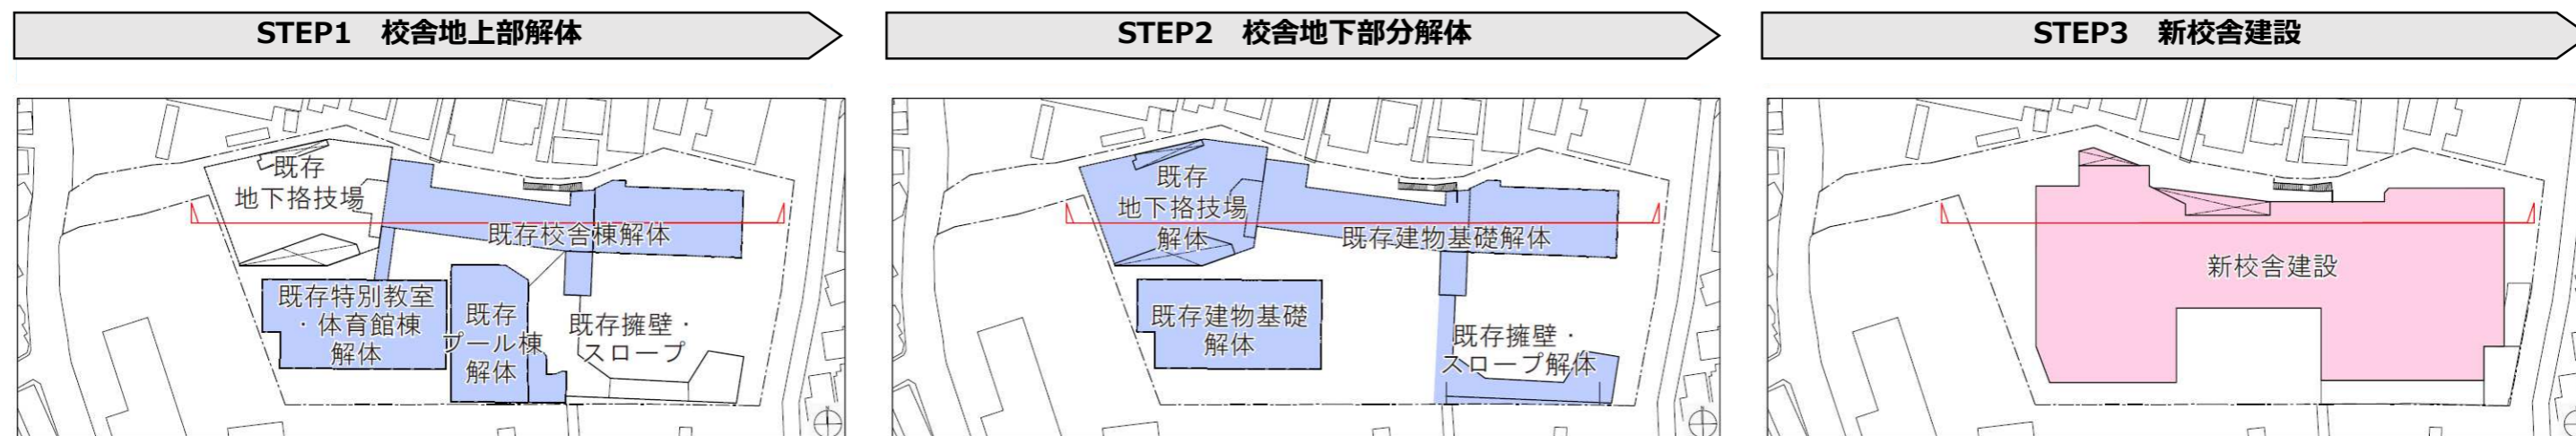 STEP1 校舎地上部解体
既存
地下挌技場
既存校舎棟解体
既存特別教室
・体育館棟
解体
既存
プール棟
解体
既存擁壁・
スロープ
STEP2 校舎地下部分解体
既存
地下挌技場
解体
既存建物基礎解体
既存建物基礎
解体
既存擁壁・
スロープ解体
STEP3 新校舎建設
新校舎建設